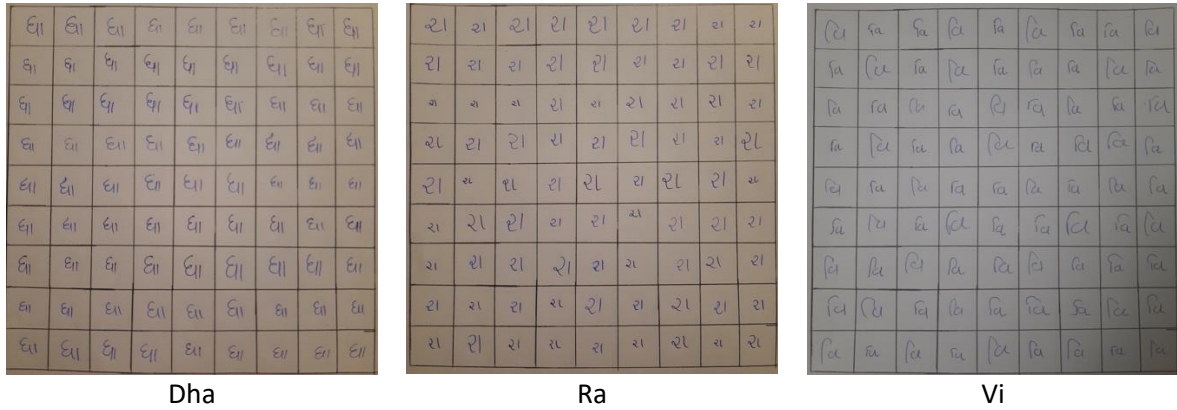 ધા ધા ધા ધા ધા ધા ધા ધા ધા
ધા ધા ધા ધા ધા ધા ધા ધા ધા
ધા ધા ધા ધા ધા ધા ધા ધા ધા
ધા ધા ધા ધા ધા ધા ધા ધા ધા
ધા ધા ધા ધા ધા ધા ધા ધા ધા
ધા ધા ધા ધા ધા ધા ધા ધા ધા
ધા ધા ધા ધા ધા ધા ધા ધા ધા
ધા ધા ધા ધા ધા ધા ધા ધા ધા
ધા ધા ધા ધા ધા ધા ધા ધા ધા
Dha
રા રા રા રા રા રા રા રા રા
રા રા રા રા રા રા રા રા રા
રા રા રા રા રા રા રા રા રા
રા રા રા રા રા રા રા રા રા
રા રા રા રા રા રા રા રા રા
રા રા રા રા રા રા રા રા રા
રા રા રા રા રા રા રા રા રા
રા રા રા રા રા રા રા રા રા
રા રા રા રા રા રા રા રા રા
Ra
વિ વિ વિ વિ વિ વિ વિ વિ વિ
વિ વિ વિ વિ વિ વિ વિ વિ વિ
વિ વિ વિ વિ વિ વિ વિ વિ વિ
વિ વિ વિ વિ વિ વિ વિ વિ વિ
વિ વિ વિ વિ વિ વિ વિ વિ વિ
વિ વિ વિ વિ વિ વિ વિ વિ વિ
વિ વિ વિ વિ વિ વિ વિ વિ વિ
વિ વિ વિ વિ વિ વિ વિ વિ વિ
વિ વિ વિ વિ વિ વિ વિ વિ વિ
Vi